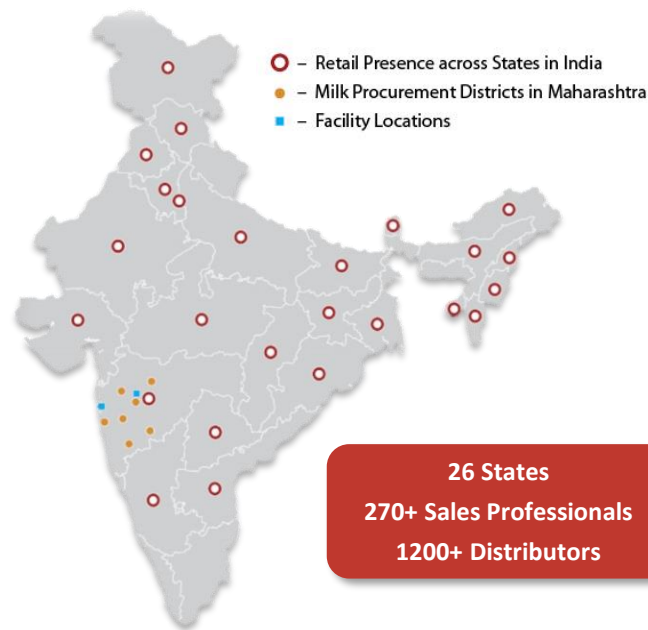 – Retail Presence across States in India
– Milk Procurement Districts in Maharashtra
– Facility Locations
26 States
270+ Sales Professionals
1200+ Distributors